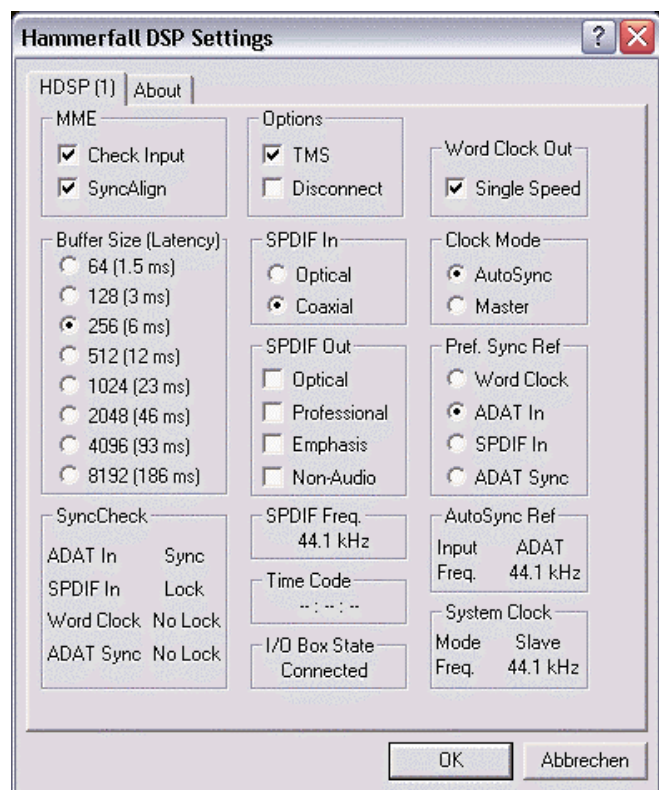 Hammerfall DSP Settings
HDSP (1)
About
MME
Check Input
SyncAlign
Options
TMS
Disconnect
Word Clock Out
Single Speed
Buffer Size (Latency)
64 (1.5 ms)
128 (3 ms)
256 (6 ms)
512 (12 ms)
1024 (23 ms)
2048 (46 ms)
4096 (93 ms)
8192 (186 ms)
SPDIF In
Optical
Coaxial
Clock Mode
AutoSync
Master
SPDIF Out
Optical
Professional
Emphasis
Non-Audio
Pref. Sync Ref
Word Clock
ADAT In
SPDIF In
ADAT Sync
SyncCheck
ADAT In Sync
SPDIF In Lock
Word Clock No Lock
ADAT Sync No Lock
SPDIF Freq.
44.1 kHz
Time Code
-- : -- : --
I/O Box State
Connected
AutoSync Ref
Input ADAT
Freq. 44.1 kHz
System Clock
Mode Slave
Freq. 44.1 kHz
OK
Abbrechen